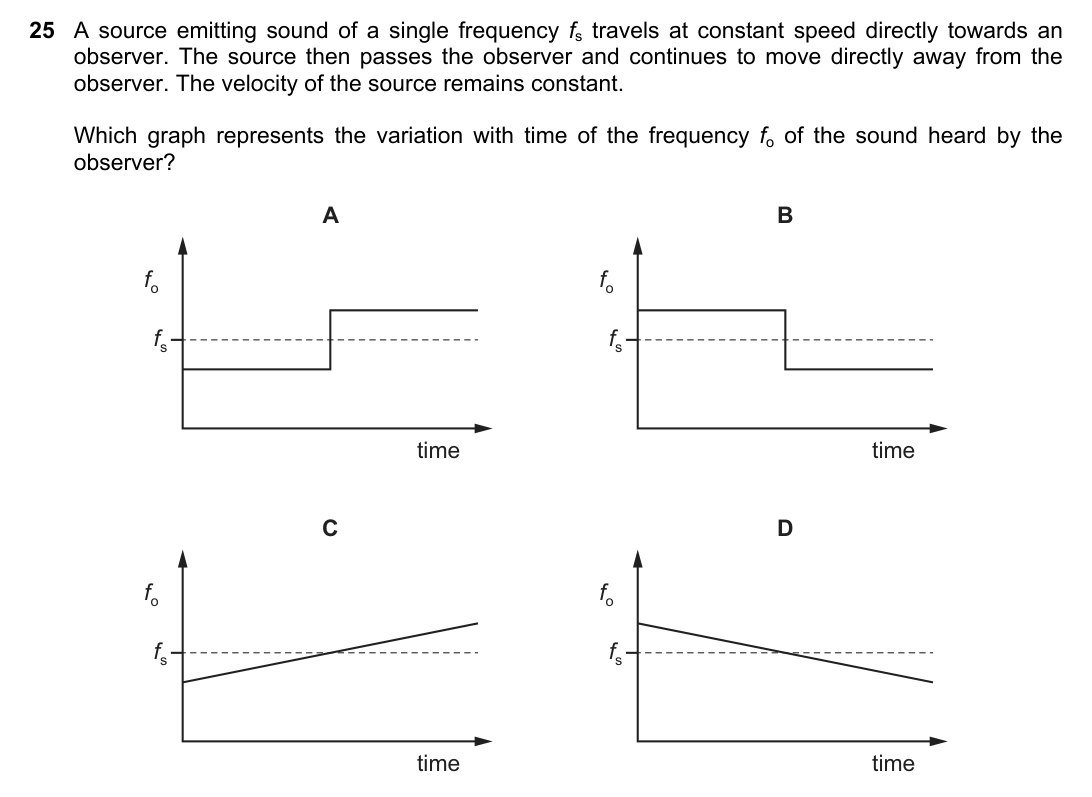 25 A source emitting sound of a single frequency fs travels at constant speed directly towards an
observer. The source then passes the observer and continues to move directly away from the
observer. The velocity of the source remains constant.
Which graph represents the variation with time of the frequency fo of the sound heard by the
observer?
A
B
fo
fs
time
fo
fs
time
C
D
fo
fs
time
fo
fs
time